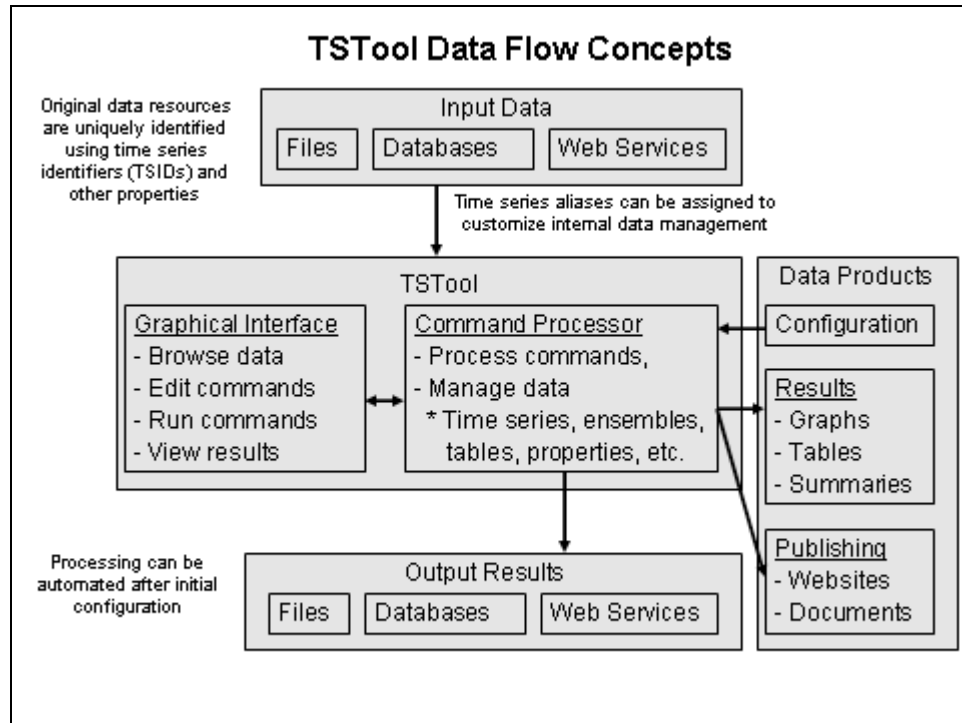 TSTool Data Flow Concepts
Original data resources
are uniquely identified
using time series
identifiers (TSIDs) and
other properties
Input Data
Files
Databases
Web Services
Time series aliases can be assigned to
customize internal data management
TSTool
Graphical Interface
- Browse data
- Edit commands
- Run commands
- View results
Command Processor
- Process commands,
- Manage data
* Time series, ensembles,
tables, properties, etc.
Data Products
Configuration
Results
- Graphs
- Tables
- Summaries
Publishing
- Websites
- Documents
Processing can be
automated after initial
configuration
Output Results
Files
Databases
Web Services